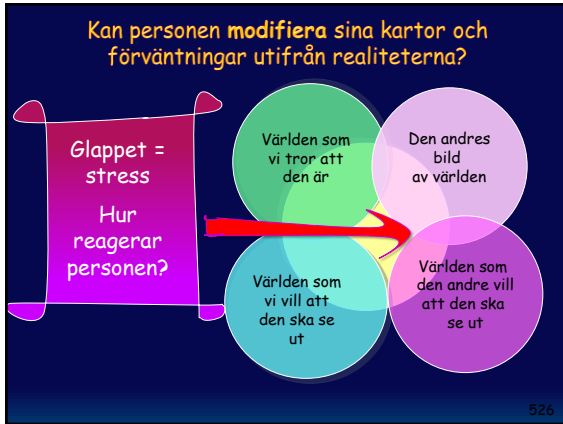 Kan personen modifiera sina kartor och
förväntningar utifrån realiteterna?
Glappet =
stress
Hur
reagerar
personen?
Världen som
vi tror att
den är
Den andres
bild
av världen
Världen som
vi vill att
den ska se
ut
Världen som
den andre vill
att den ska
se ut
526